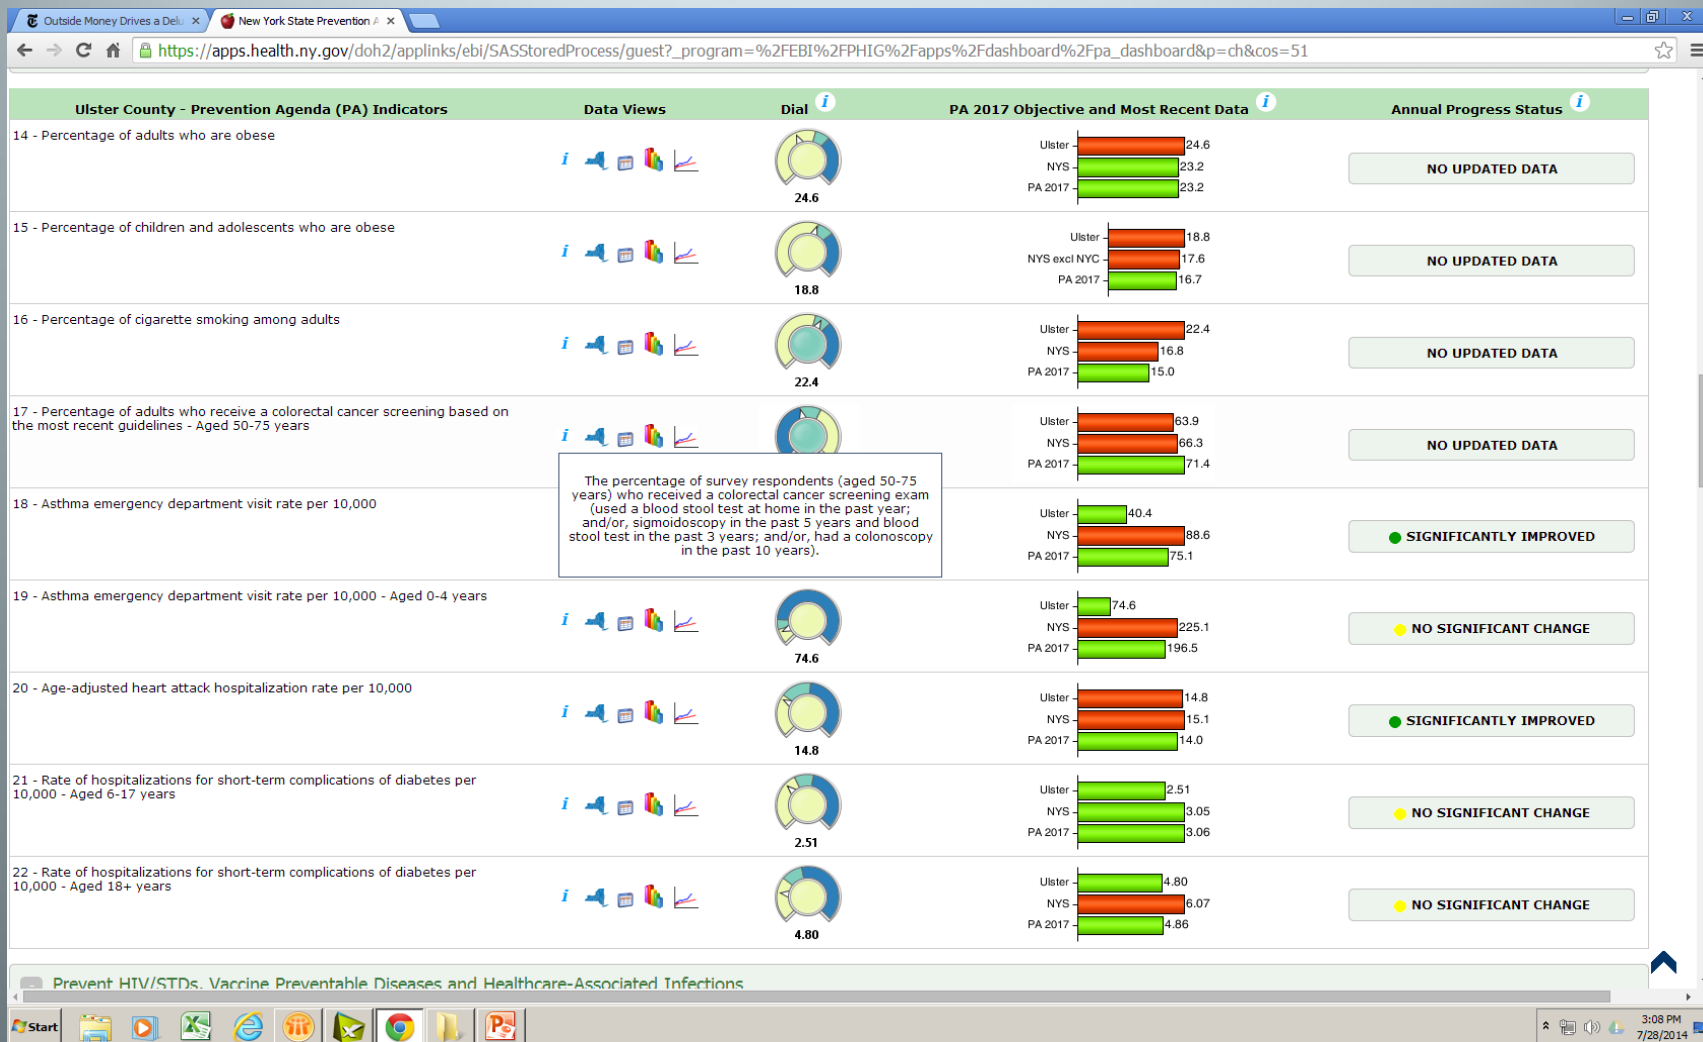 Outside Money Drives a Delu
New York State Prevention A
https://apps.health.ny.gov/doh2/applinks/ebi/SASStoredProcess/guest?_program=%2FEBI%2FPHIG%2Fapps%2Fdashboard%2Fpa_dashboard&p=ch&cos=51
Ulster County - Prevention Agenda (PA) Indicators Data Views Dial i PA 2017 Objective and Most Recent Data i Annual Progress Status i
14 - Percentage of adults who are obese
i
24.6
Ulster 24.6
NYS 23.2
PA 2017 23.2
NO UPDATED DATA
15 - Percentage of children and adolescents who are obese
i
18.8
Ulster 18.8
NYS excl NYC 17.6
PA 2017 16.7
NO UPDATED DATA
16 - Percentage of cigarette smoking among adults
i
22.4
Ulster 22.4
NYS 16.8
PA 2017 15.0
NO UPDATED DATA
17 - Percentage of adults who receive a colorectal cancer screening based on
the most recent guidelines - Aged 50-75 years
i
Ulster 63.9
NYS 66.3
PA 2017 71.4
NO UPDATED DATA
The percentage of survey respondents (aged 50-75
years) who received a colorectal cancer screening exam
(used a blood stool test at home in the past year;
and/or, sigmoidoscopy in the past 5 years and blood
stool test in the past 3 years; and/or, had a colonoscopy
in the past 10 years).
18 - Asthma emergency department visit rate per 10,000
Ulster 40.4
NYS 88.6
PA 2017 75.1
SIGNIFICANTLY IMPROVED
19 - Asthma emergency department visit rate per 10,000 - Aged 0-4 years
i
74.6
Ulster 74.6
NYS 225.1
PA 2017 196.5
NO SIGNIFICANT CHANGE
20 - Age-adjusted heart attack hospitalization rate per 10,000
i
14.8
Ulster 14.8
NYS 15.1
PA 2017 14.0
SIGNIFICANTLY IMPROVED
21 - Rate of hospitalizations for short-term complications of diabetes per
10,000 - Aged 6-17 years
i
2.51
Ulster 2.51
NYS 3.05
PA 2017 3.06
NO SIGNIFICANT CHANGE
22 - Rate of hospitalizations for short-term complications of diabetes per
10,000 - Aged 18+ years
i
4.80
Ulster 4.80
NYS 6.07
PA 2017 4.86
NO SIGNIFICANT CHANGE
Prevent HIV/STDs, Vaccine Preventable Diseases and Healthcare-Associated Infections
Start
3:08 PM
7/28/2014